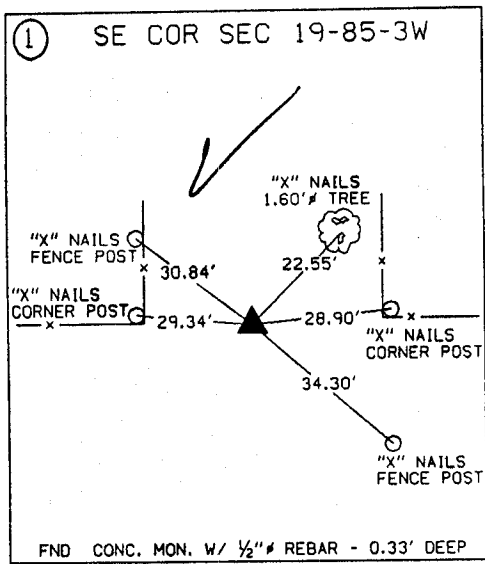 1 SE COR SEC 19-85-3W
"X" NAILS
1.60'ø TREE
"X" NAILS
FENCE POST
30.84'
22.55'
"X" NAILS
CORNER POST
29.34'
28.90'
"X" NAILS
CORNER POST
34.30'
"X" NAILS
FENCE POST
FND CONC. MON. W/ ½"ø REBAR - 0.33' DEEP